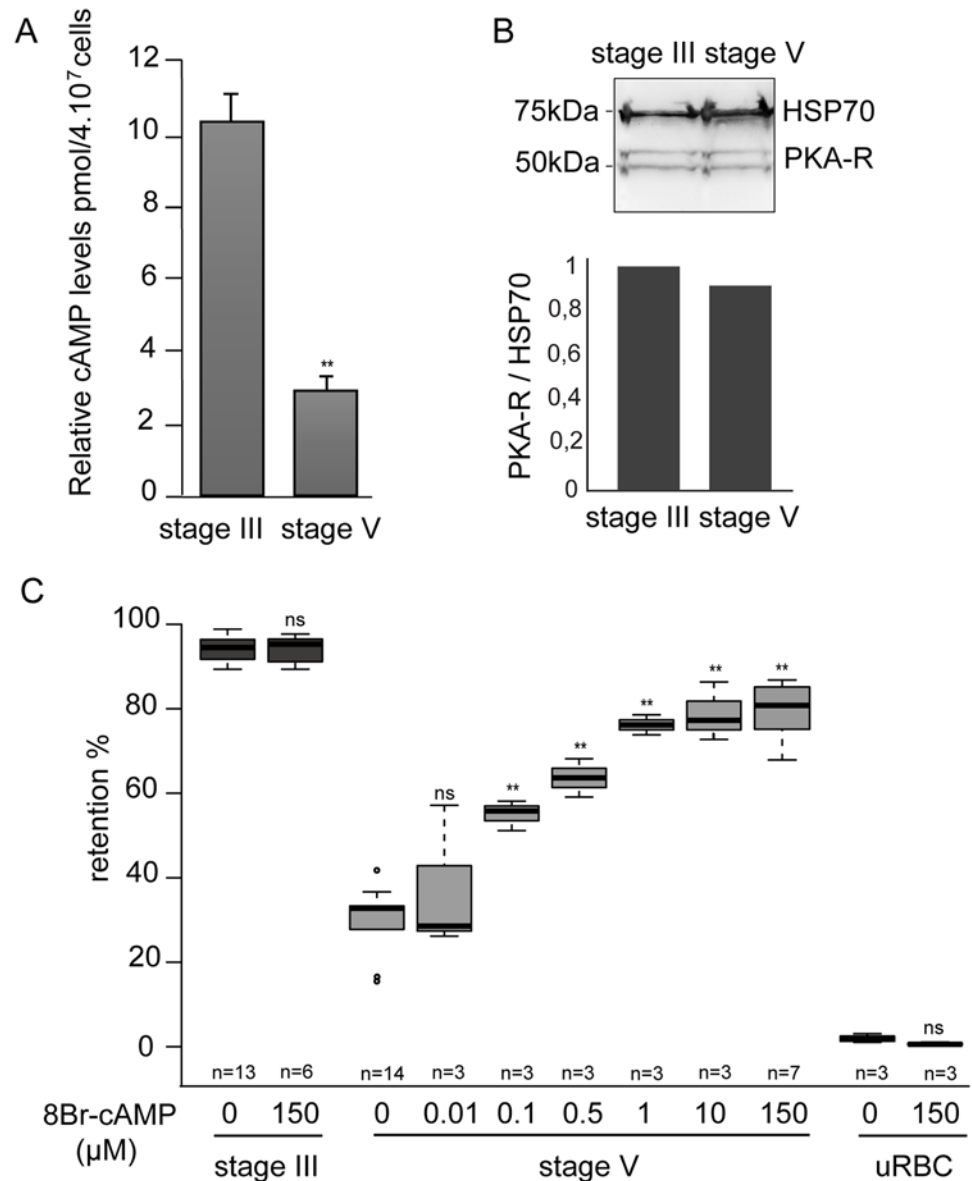 A
Relative cAMP levels pmol/4.10⁷ cells
12
10
8
6
4
2
0
**
stage III stage V
B
stage III stage V
75kDa - HSP70
50kDa - PKA-R
PKA-R / HSP70
1
0,8
0,6
0,4
0,2
0
stage III stage V
C
retention %
100
80
60
40
20
0
ns
ns
**
**
**
**
**
ns
n=13 n=6 n=14 n=3 n=3 n=3 n=3 n=3 n=7 n=3 n=3
8Br-cAMP 0 150 0 0.01 0.1 0.5 1 10 150 0 150
(µM)
stage III stage V uRBC